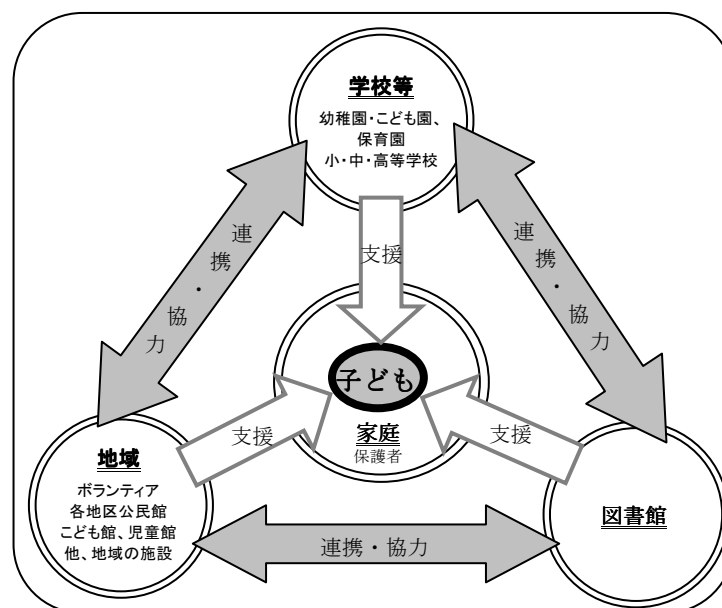 学校等
幼稚園・こども園、
保育園
小・中・高等学校
連携・協力
支援
連携・協力
子ども
家庭
保護者
支援
支援
地域
ボランティア
各地区公民館
こども館、児童館
他、地域の施設
図書館
連携・協力